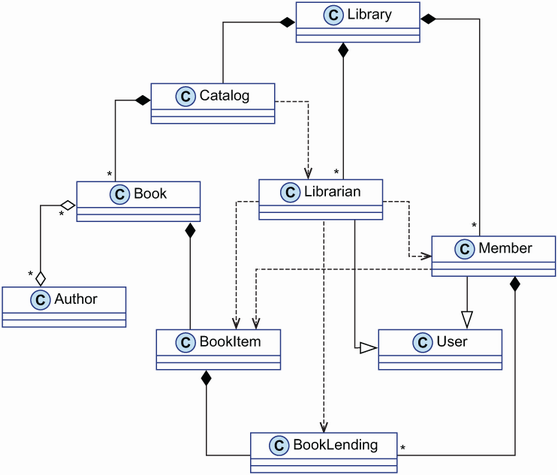 C Library
C Catalog
*
*
C Book
C Librarian
*
*
C Member
*
C Author
C BookItem
C User
C BookLending
*